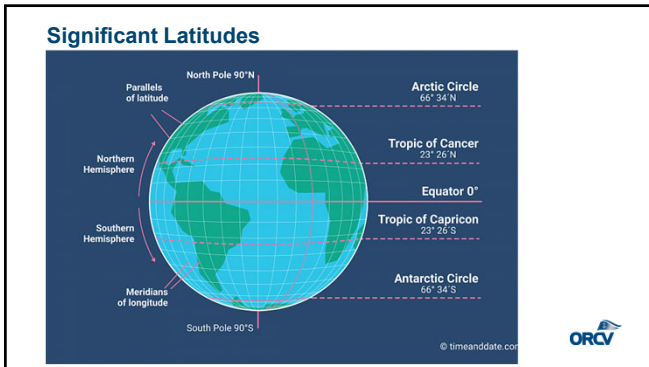 Significant Latitudes
North Pole 90°N
Parallels
of latitude
Arctic Circle
66° 34´N
Tropic of Cancer
23° 26´N
Northern
Hemisphere
Equator 0°
Tropic of Capricon
23° 26´S
Southern
Hemisphere
Antarctic Circle
66° 34´S
Meridians
of longitude
South Pole 90°S
© timeanddate.cor
ORCV